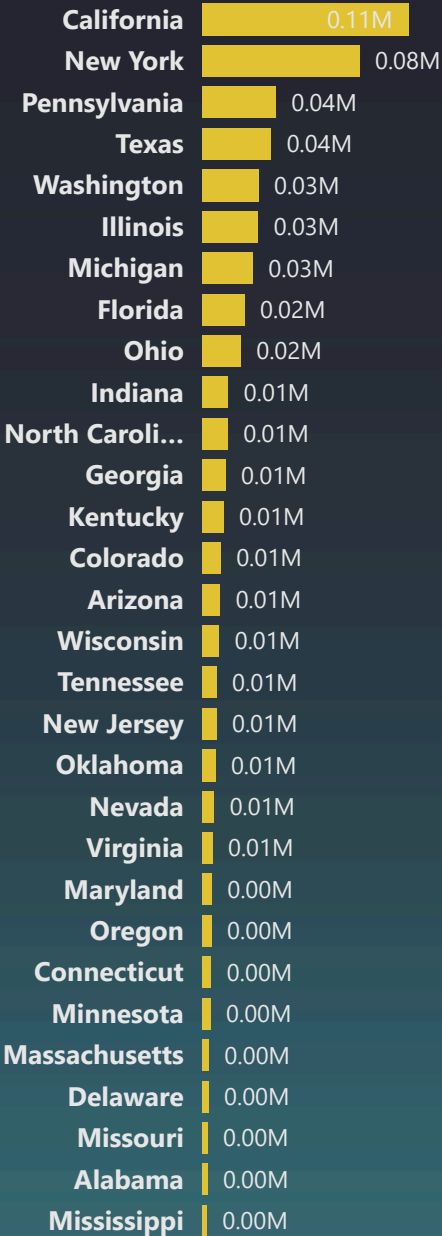 California 0.11M
New York 0.08M
Pennsylvania 0.04M
Texas 0.04M
Washington 0.03M
Illinois 0.03M
Michigan 0.03M
Florida 0.02M
Ohio 0.02M
Indiana 0.01M
North Caroli... 0.01M
Georgia 0.01M
Kentucky 0.01M
Colorado 0.01M
Arizona 0.01M
Wisconsin 0.01M
Tennessee 0.01M
New Jersey 0.01M
Oklahoma 0.01M
Nevada 0.01M
Virginia 0.01M
Maryland 0.00M
Oregon 0.00M
Connecticut 0.00M
Minnesota 0.00M
Massachusetts 0.00M
Delaware 0.00M
Missouri 0.00M
Alabama 0.00M
Mississippi 0.00M